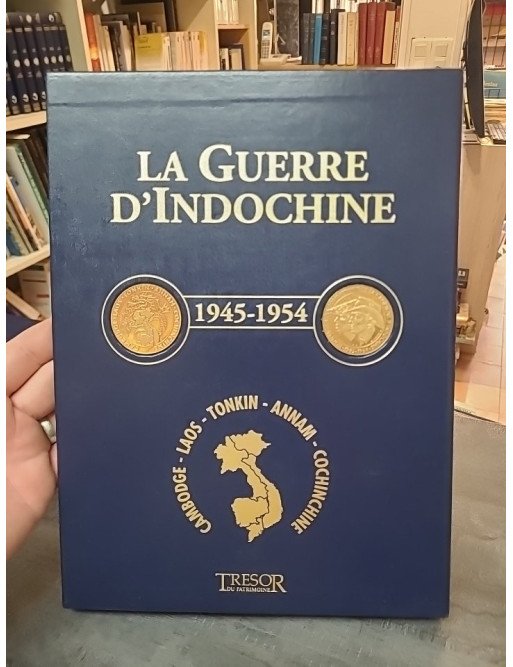 LA GUERRE
D'INDOCHINE
1945-1954
CAMBODGE - LAOS - TONKIN - ANNAM - COCHINCHINE
TRESOR
DU PATRIMOINE